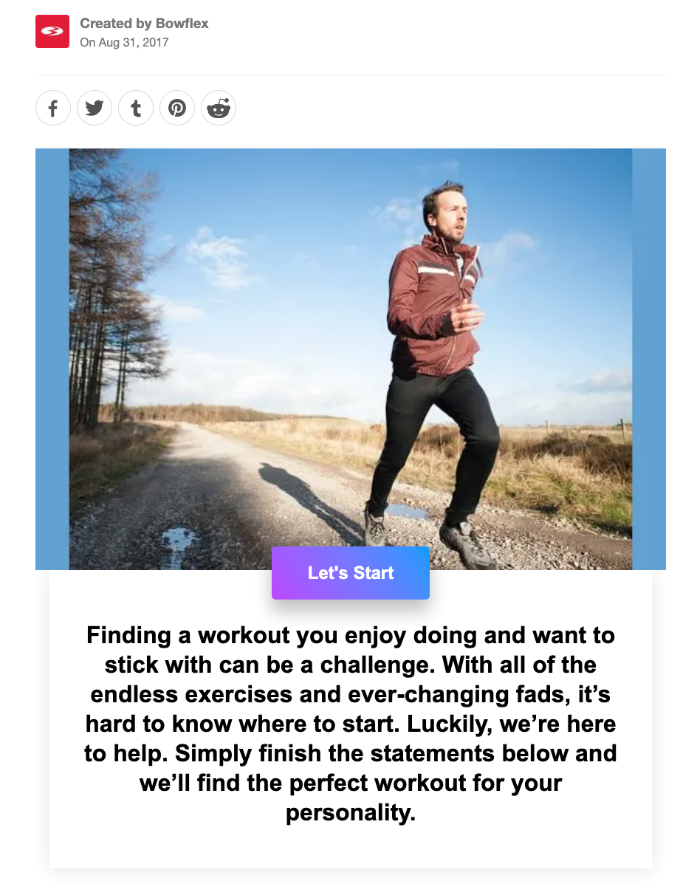 Created by Bowflex
On Aug 31, 2017
Let's Start
Finding a workout you enjoy doing and want to
stick with can be a challenge. With all of the
endless exercises and ever-changing fads, it’s
hard to know where to start. Luckily, we’re here
to help. Simply finish the statements below and
we’ll find the perfect workout for your
personality.